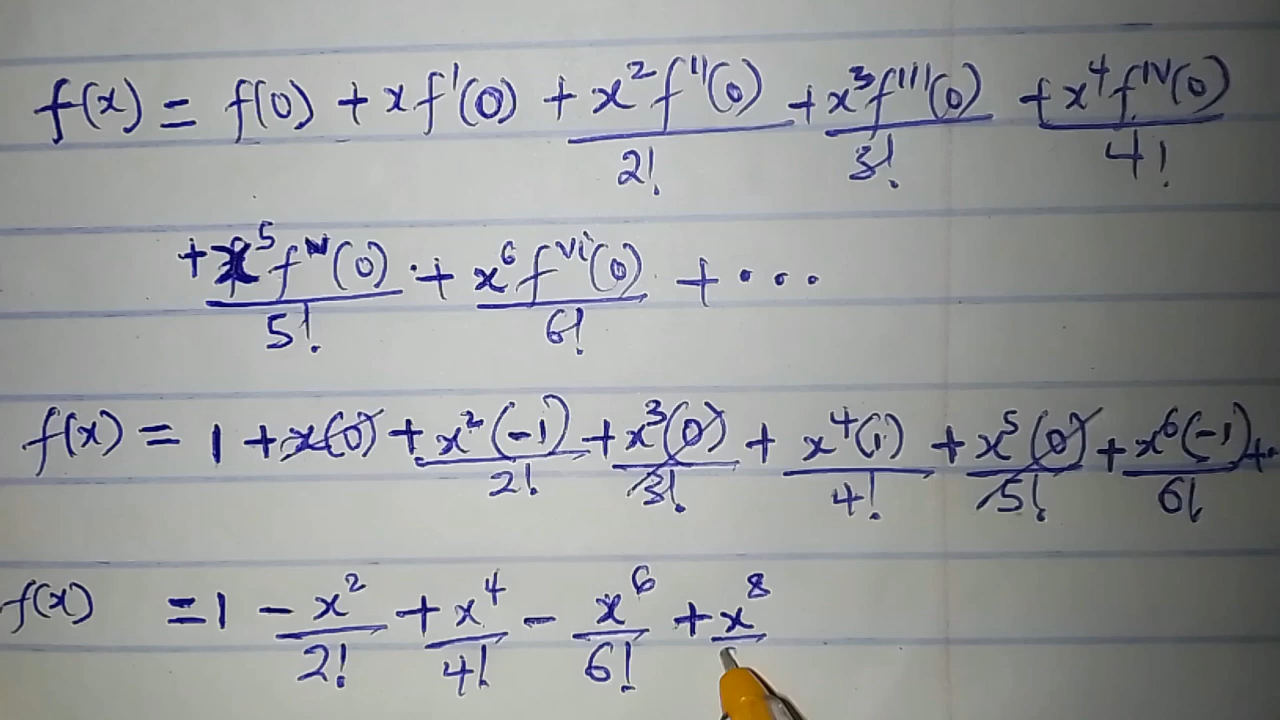 f(x) = f(0) + xf'(0) + x²f''(0)/2! + x³f'''(0)/3! + x⁴f^IV(0)/4!
+ x⁵f^V(0)/5! + x⁶f^vi(0)/6! + ...
f(x) = 1 + x(0) + x²(-1)/2! + x³(0)/3! + x⁴(1)/4! + x⁵(0)/5! + x⁶(-1)/6! + ..
f(x) = 1 - x²/2! + x⁴/4! - x⁶/6! + x⁸/